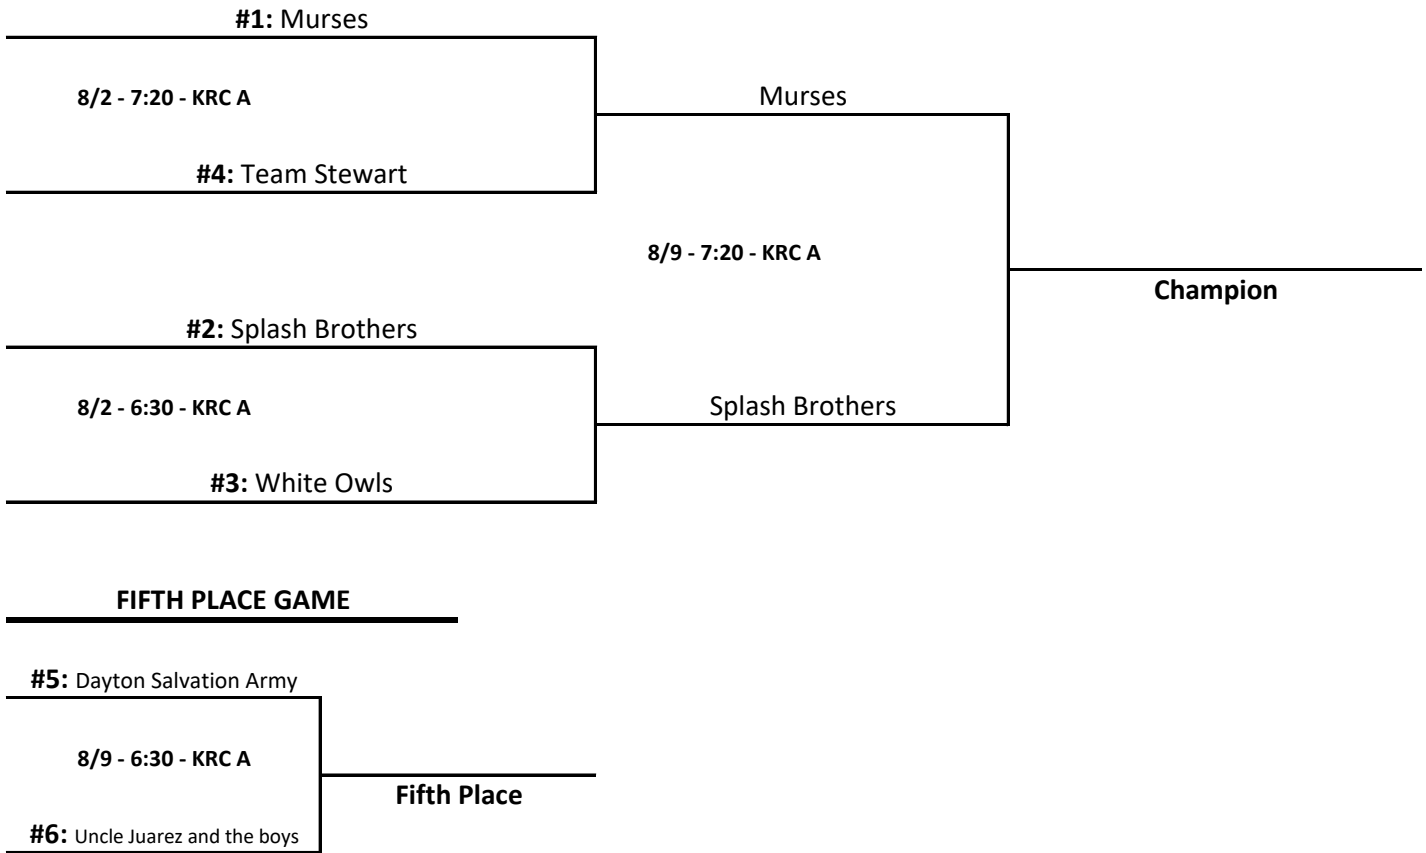 #1: Murses
8/2 - 7:20 - KRC A
Murses
#4: Team Stewart
8/9 - 7:20 - KRC A
Champion
#2: Splash Brothers
8/2 - 6:30 - KRC A
Splash Brothers
#3: White Owls
FIFTH PLACE GAME
#5: Dayton Salvation Army
8/9 - 6:30 - KRC A
Fifth Place
#6: Uncle Juarez and the boys